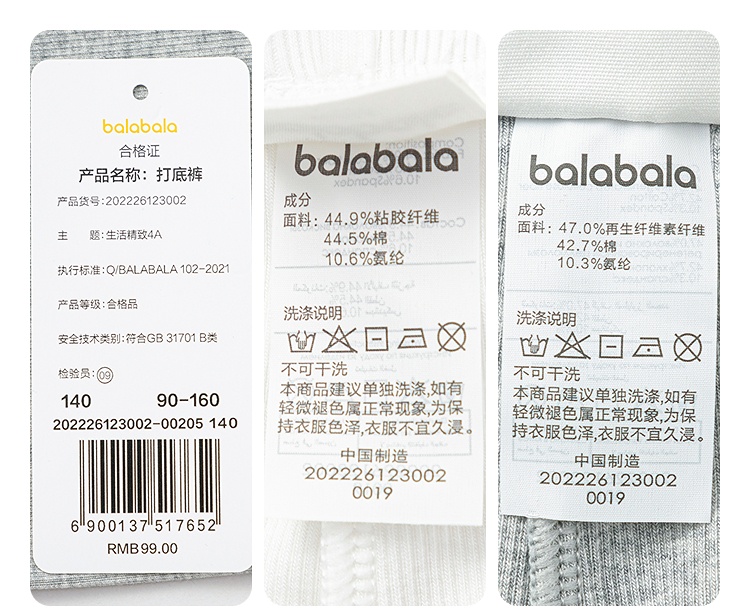 balabala
合格证
产品名称：打底裤
产品货号：202226123002
主 题：生活精致4A
执行标准：Q/BALABALA 102-2021
产品等级：合格品
安全技术类别：符合GB 31701 B类
检验员：09
140 90-160
202226123002-00205 140
6 900137 517652
RMB99.00
balabala
成分
面料：44.9%粘胶纤维
44.5%棉
10.6%氨纶
洗涤说明
不可干洗
本商品建议单独洗涤,如有
轻微褪色属正常现象,为保
持衣服色泽,衣服不宜久浸。
中国制造
202226123002
0019
balabala
成分
面料：47.0%再生纤维素纤维
42.7%棉
10.3%氨纶
洗涤说明
不可干洗
本商品建议单独洗涤,如有
轻微褪色属正常现象,为保
持衣服色泽,衣服不宜久浸。
中国制造
202226123002
0019